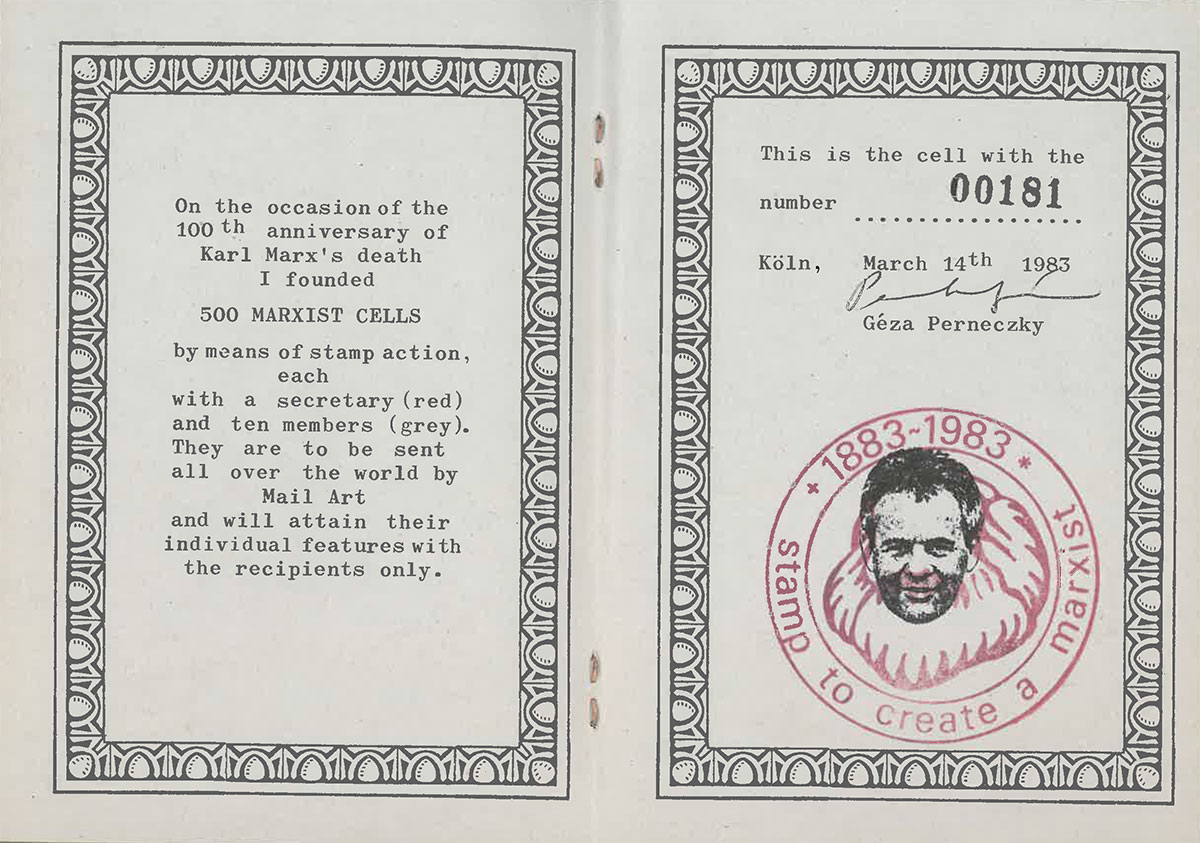 On the occasion of the
100th anniversary of
Karl Marx's death
I founded
500 MARXIST CELLS
by means of stamp action,
each
with a secretary (red)
and ten members (grey).
They are to be sent
all over the world by
Mail Art
and will attain their
individual features with
the recipients only.
This is the cell with the
number 00181
Köln, March 14th 1983
Géza Perneczky
* 1883~1983 *
stamp to create a marxist